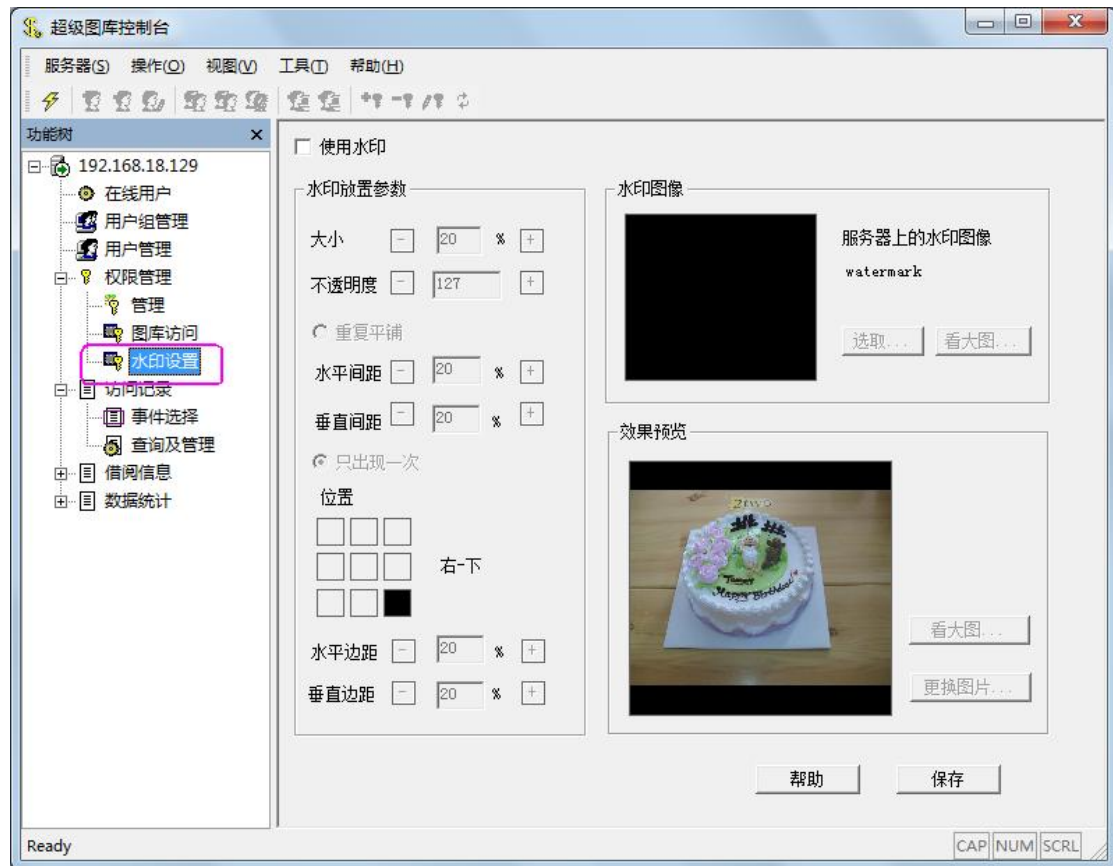 超级图库控制台
服务器(S) 操作(O) 视图(V) 工具(T) 帮助(H)
功能树
192.168.18.129
在线用户
用户组管理
用户管理
权限管理
管理
图库访问
水印设置
访问记录
事件选择
查询及管理
借阅信息
数据统计
使用水印
水印放置参数
大小 - 20 % +
不透明度 - 127 +
重复平铺
水平间距 - 20 % +
垂直间距 - 20 % +
只出现一次
位置
右-下
水平边距 - 20 % +
垂直边距 - 20 % +
水印图像
服务器上的水印图像
watermark
选取... 看大图...
效果预览
Tommy
Happy Birthday
看大图...
更换图片...
帮助 保存
Ready CAP NUM SCRL